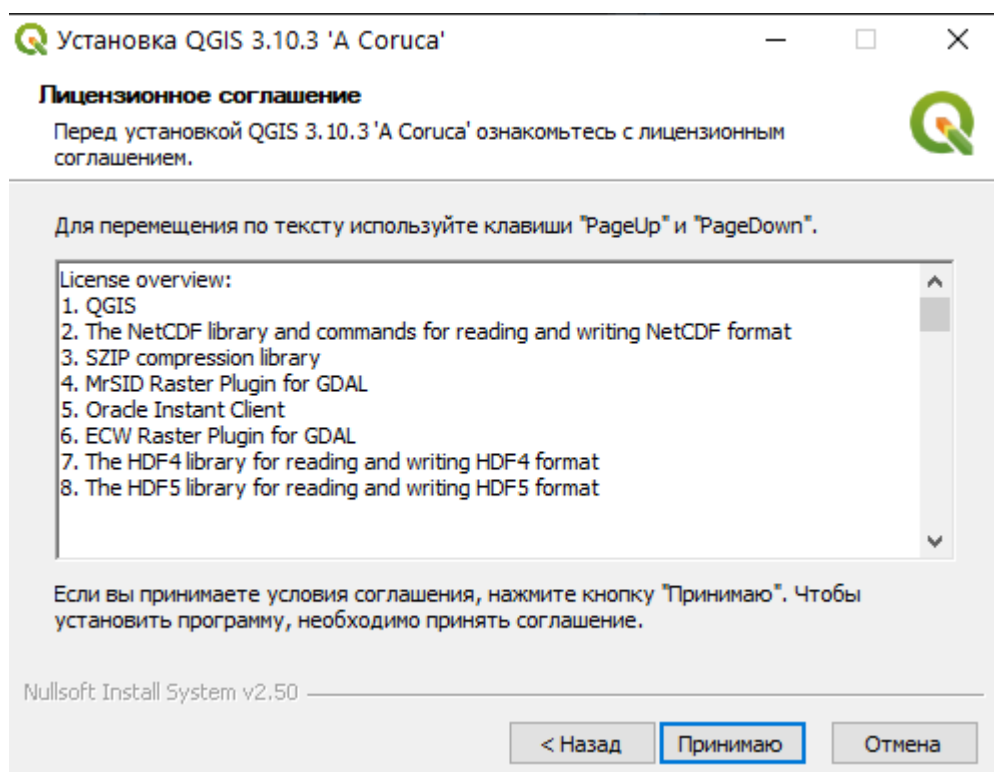 Установка QGIS 3.10.3 'A Coruca'
Лицензионное соглашение
Перед установкой QGIS 3.10.3 'A Coruca' ознакомьтесь с лицензионным
соглашением.
Для перемещения по тексту используйте клавиши "PageUp" и "PageDown".
License overview:
1. QGIS
2. The NetCDF library and commands for reading and writing NetCDF format
3. SZIP compression library
4. MrSID Raster Plugin for GDAL
5. Oracle Instant Client
6. ECW Raster Plugin for GDAL
7. The HDF4 library for reading and writing HDF4 format
8. The HDF5 library for reading and writing HDF5 format
Если вы принимаете условия соглашения, нажмите кнопку "Принимаю". Чтобы
установить программу, необходимо принять соглашение.
Nullsoft Install System v2.50
< Назад Принимаю Отмена